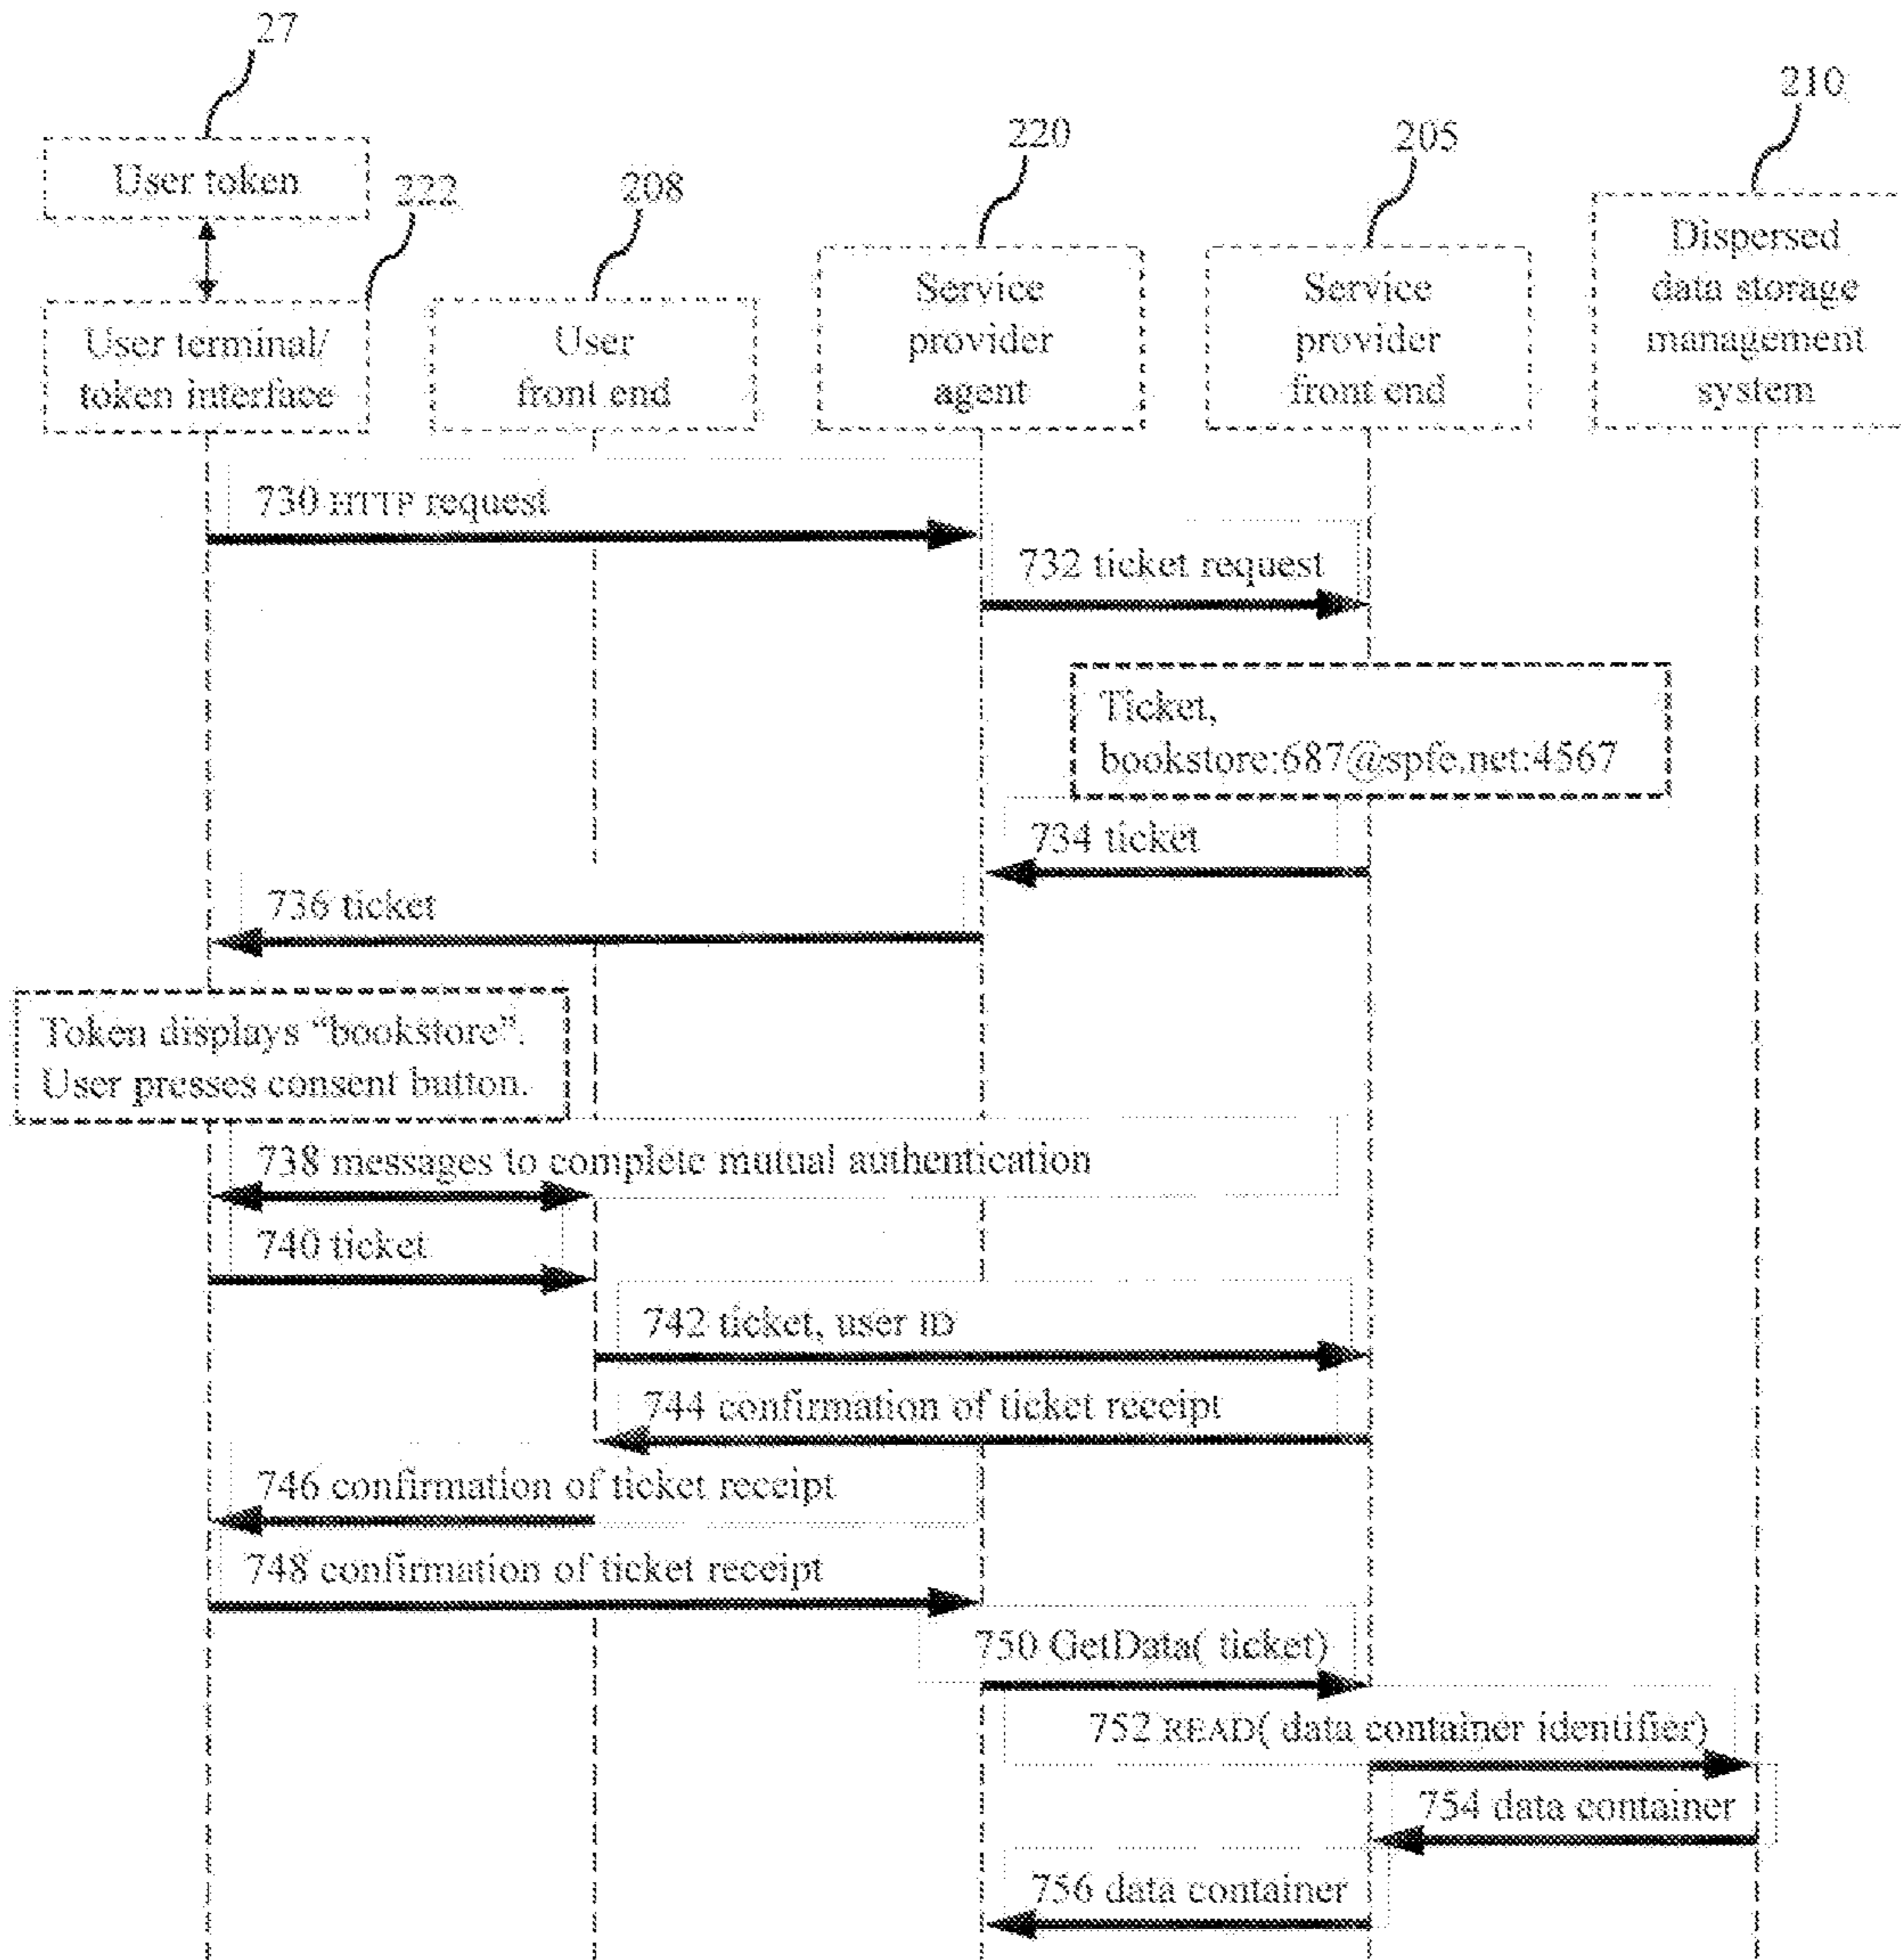 27
210
220
205
User token
222
208
User terminal/
token interface
User
front end
Service
provider
agent
Service
provider
front end
Dispersed
data storage
management
system
730 HTTP request
732 ticket request
Ticket,
bookstore:687@spfe.net:4567
734 ticket
736 ticket
Token displays “bookstore”.
User presses consent button.
738 messages to complete mutual authentication
740 ticket
742 ticket, user ID
744 confirmation of ticket receipt
746 confirmation of ticket receipt
748 confirmation of ticket receipt
750 GetData( ticket)
752 READ( data container identifier)
754 data container
756 data container